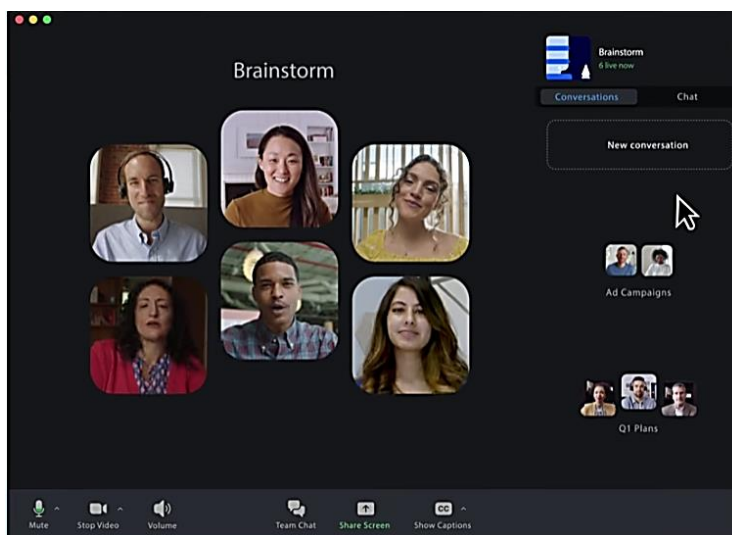 Brainstorm
Brainstorm
6 live now
Conversations
Chat
New conversation
Ad Campaigns
Q1 Plans
Mute
Stop Video
Volume
Team Chat
Share Screen
CC
Show Captions